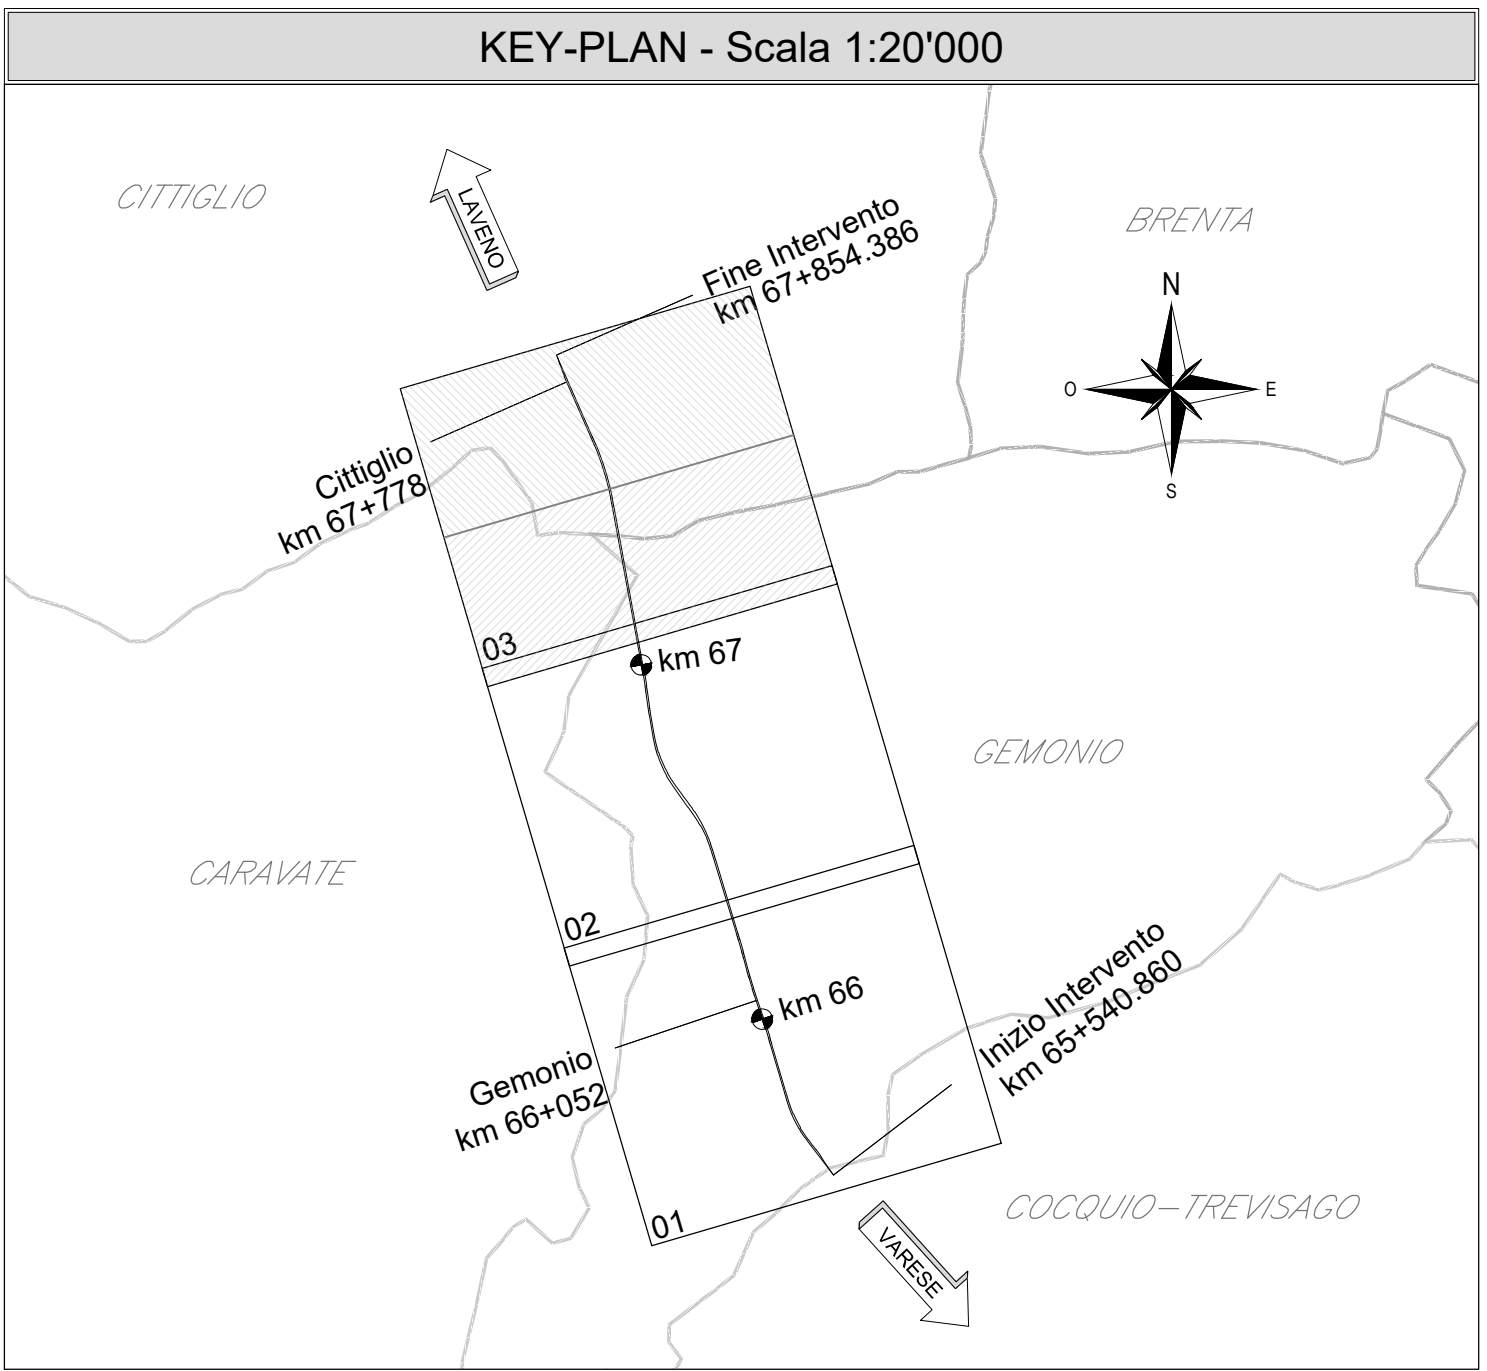 KEY-PLAN - Scala 1:20'000
CITTIGLIO
LAVENO
BRENTA
Fine Intervento
km 67+854.386
N
O
E
S
Cittiglio
km 67+778
03
km 67
GEMONIO
CARAVATE
02
km 66
Inizio Intervento
km 65+540.860
Gemonio
km 66+052
01
COCQUIO-TREVISAGO
VARESE